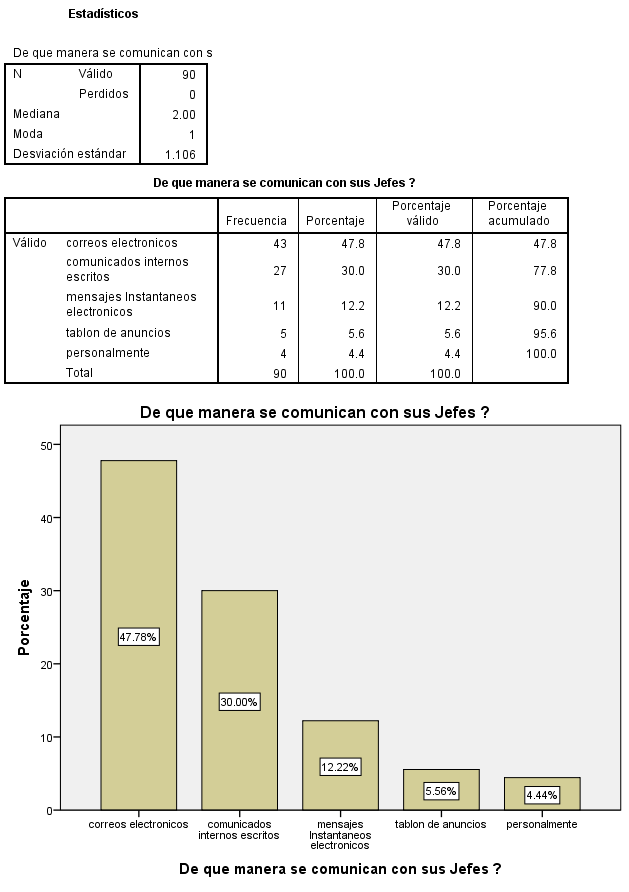 Estadísticos
De que manera se comunican con s
N Válido 90
Perdidos 0
Mediana 2.00
Moda 1
Desviación estándar 1.106
De que manera se comunican con sus Jefes ?
Frecuencia Porcentaje Porcentaje válido Porcentaje acumulado
Válido correos electronicos 43 47.8 47.8 47.8
comunicados internos escritos 27 30.0 30.0 77.8
mensajes Instantaneos electronicos 11 12.2 12.2 90.0
tablon de anuncios 5 5.6 5.6 95.6
personalmente 4 4.4 4.4 100.0
Total 90 100.0 100.0
De que manera se comunican con sus Jefes ?
Porcentaje
50
40
30
20
10
0
47.78%
30.00%
12.22%
5.56%
4.44%
correos electronicos
comunicados
internos escritos
mensajes
Instantaneos
electronicos
tablon de anuncios
personalmente
De que manera se comunican con sus Jefes ?